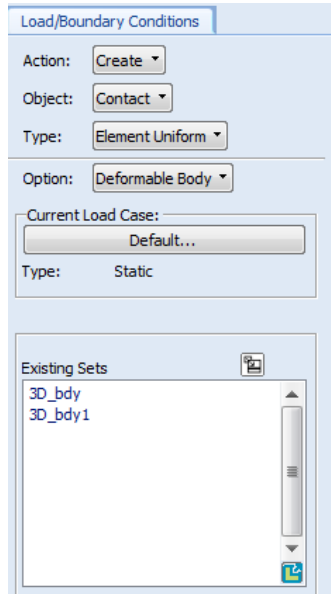 Load/Boundary Conditions
Action: Create
Object: Contact
Type: Element Uniform
Option: Deformable Body
Current Load Case:
Default...
Type: Static
Existing Sets
3D_bdy
3D_bdy1